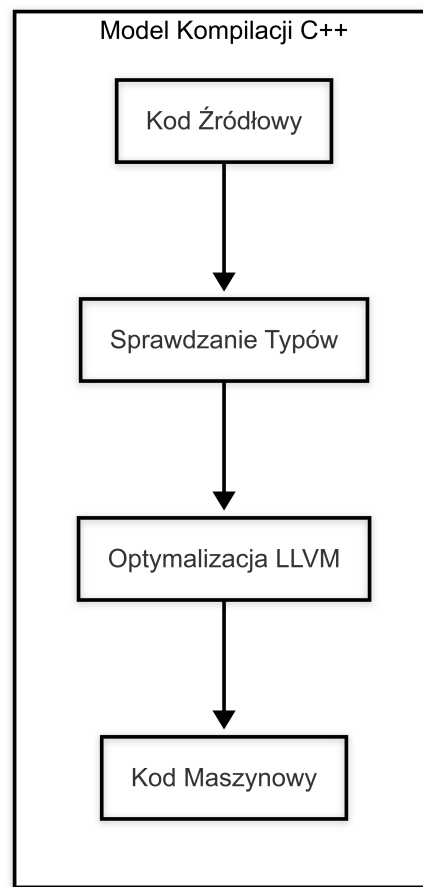 Model Kompilacji C++
Kod Źródłowy
Sprawdzanie Typów
Optymalizacja LLVM
Kod Maszynowy